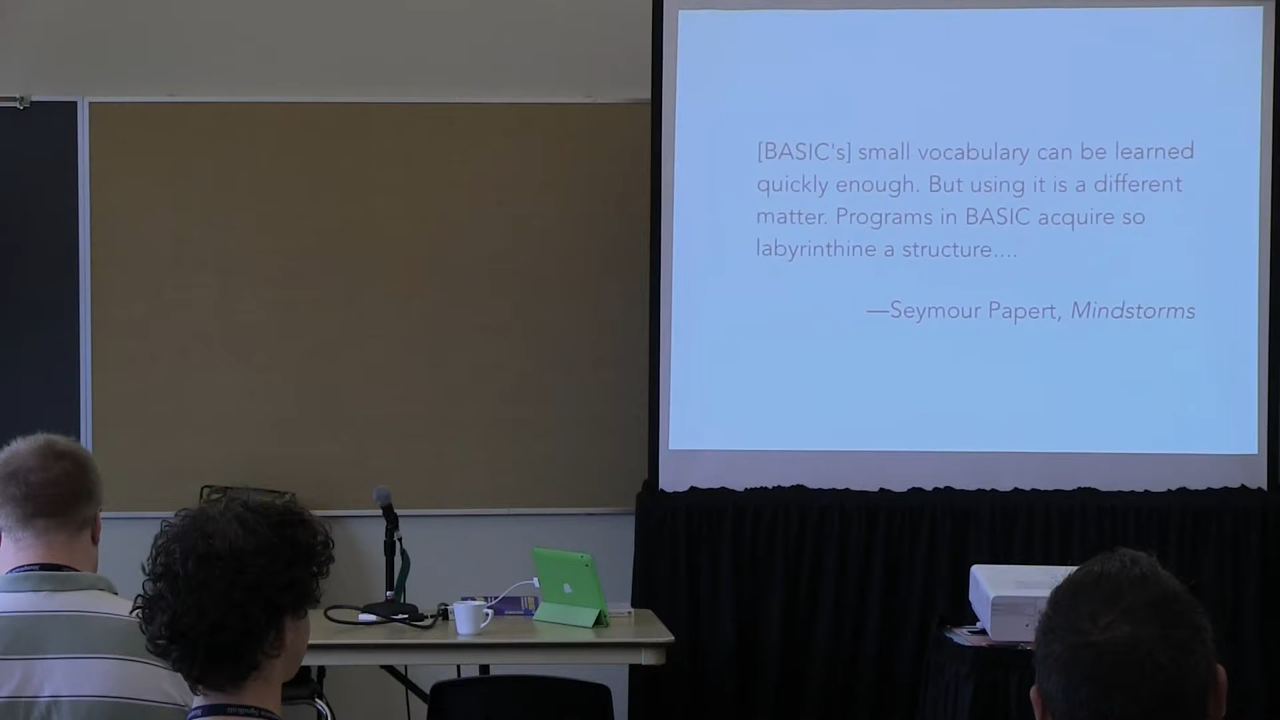 [BASIC's] small vocabulary can be learned
quickly enough. But using it is a different
matter. Programs in BASIC acquire so
labyrinthine a structure....
—Seymour Papert, Mindstorms